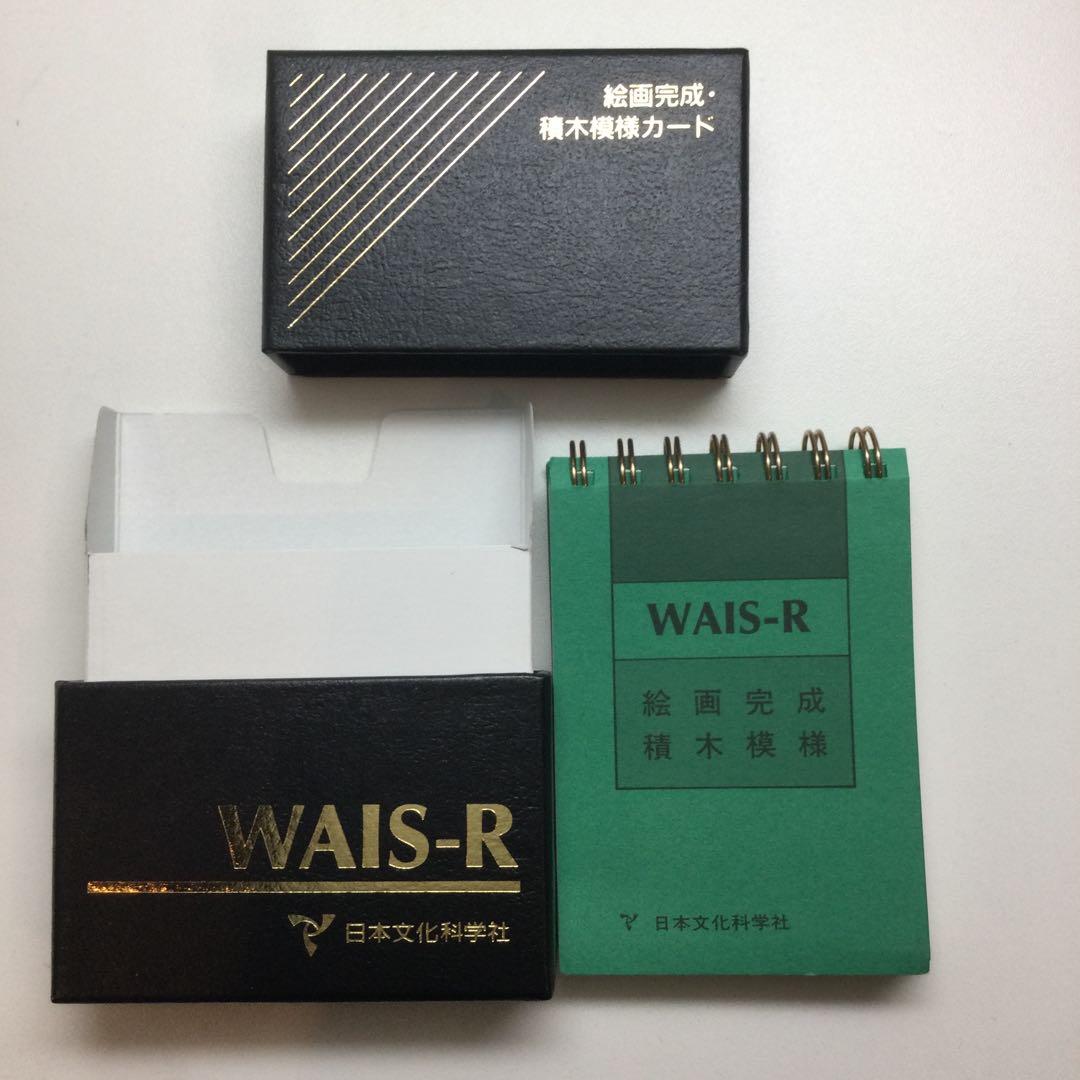 絵画完成・
積木模様カード
WAIS-R
日本文化科学社
WAIS-R
絵画完成
積木模様
日本文化科学社